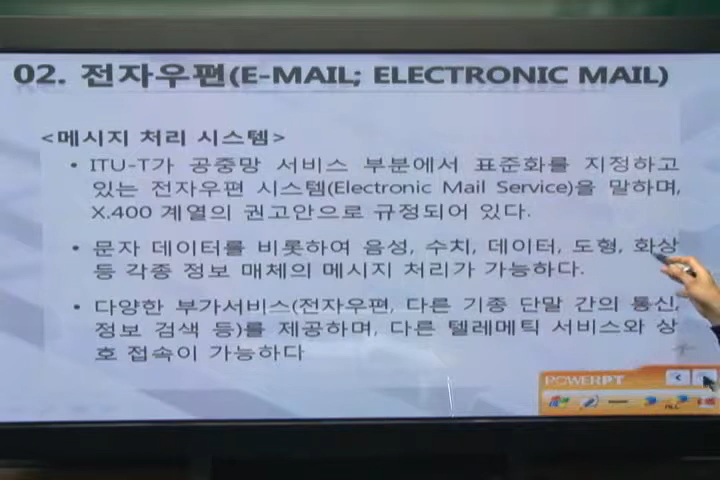 02. 전자우편(E-MAIL; ELECTRONIC MAIL)
<메시지 처리 시스템>
• ITU-T가 공중망 서비스 부분에서 표준화를 지정하고
있는 전자우편 시스템(Electronic Mail Service)을 말하며,
X.400 계열의 권고안으로 규정되어 있다.
• 문자 데이터를 비롯하여 음성, 수치, 데이터, 도형, 화상
등 각종 정보 매체의 메시지 처리가 가능하다.
• 다양한 부가서비스(전자우편, 다른 기종 단말 간의 통신,
정보 검색 등)를 제공하며, 다른 텔레메틱 서비스와 상
호 접속이 가능하다
POWERPT